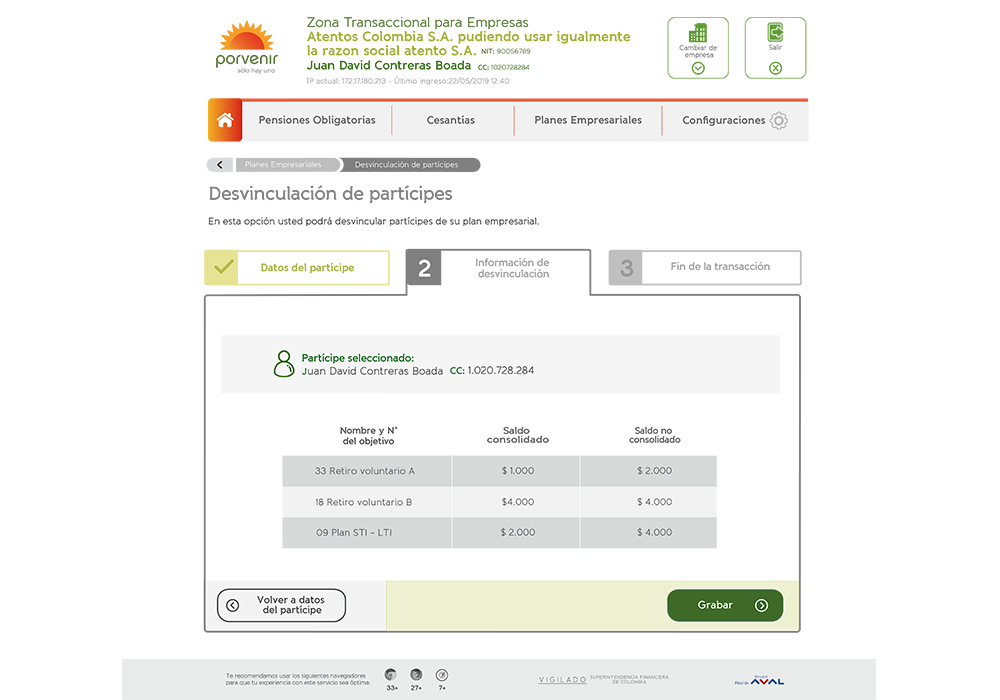 porvenir
sólo hay uno
Zona Transaccional para Empresas
Atentos Colombia S.A. pudiendo usar igualmente
la razon social atento S.A. NIT: 90056789
Juan David Contreras Boada CC: 1020728284
IP actual: 172.17.180.213 - Último ingreso:22/05/2019 12:40
Cambiar de
empresa
Salir
Pensiones Obligatorias
Cesantías
Planes Empresariales
Configuraciones
Planes Empresariales
Desvinculación de partícipes
Desvinculación de partícipes
En esta opción usted podrá desvincular partícipes de su plan empresarial.
Datos del partícipe
2
Información de
desvinculación
3
Fin de la transacción
Partícipe seleccionado:
Juan David Contreras Boada CC: 1.020.728.284
Nombre y N°
del objetivo
Saldo
consolidado
Saldo no
consolidado
33 Retiro voluntario A $ 1.000 $ 2.000
18 Retiro voluntario B $4.000 $ 4.000
09 Plan STI - LTI $ 2.000 $ 4.000
Volver a datos
del partícipe
Grabar
Te recomendamos usar los siguientes navegadores
para que tu experiencia con este servicio sea óptima.
33+ 27+ 7+
VIGILADO SUPERINTENDENCIA FINANCIERA
DE COLOMBIA
Grupo
filial de AVAL